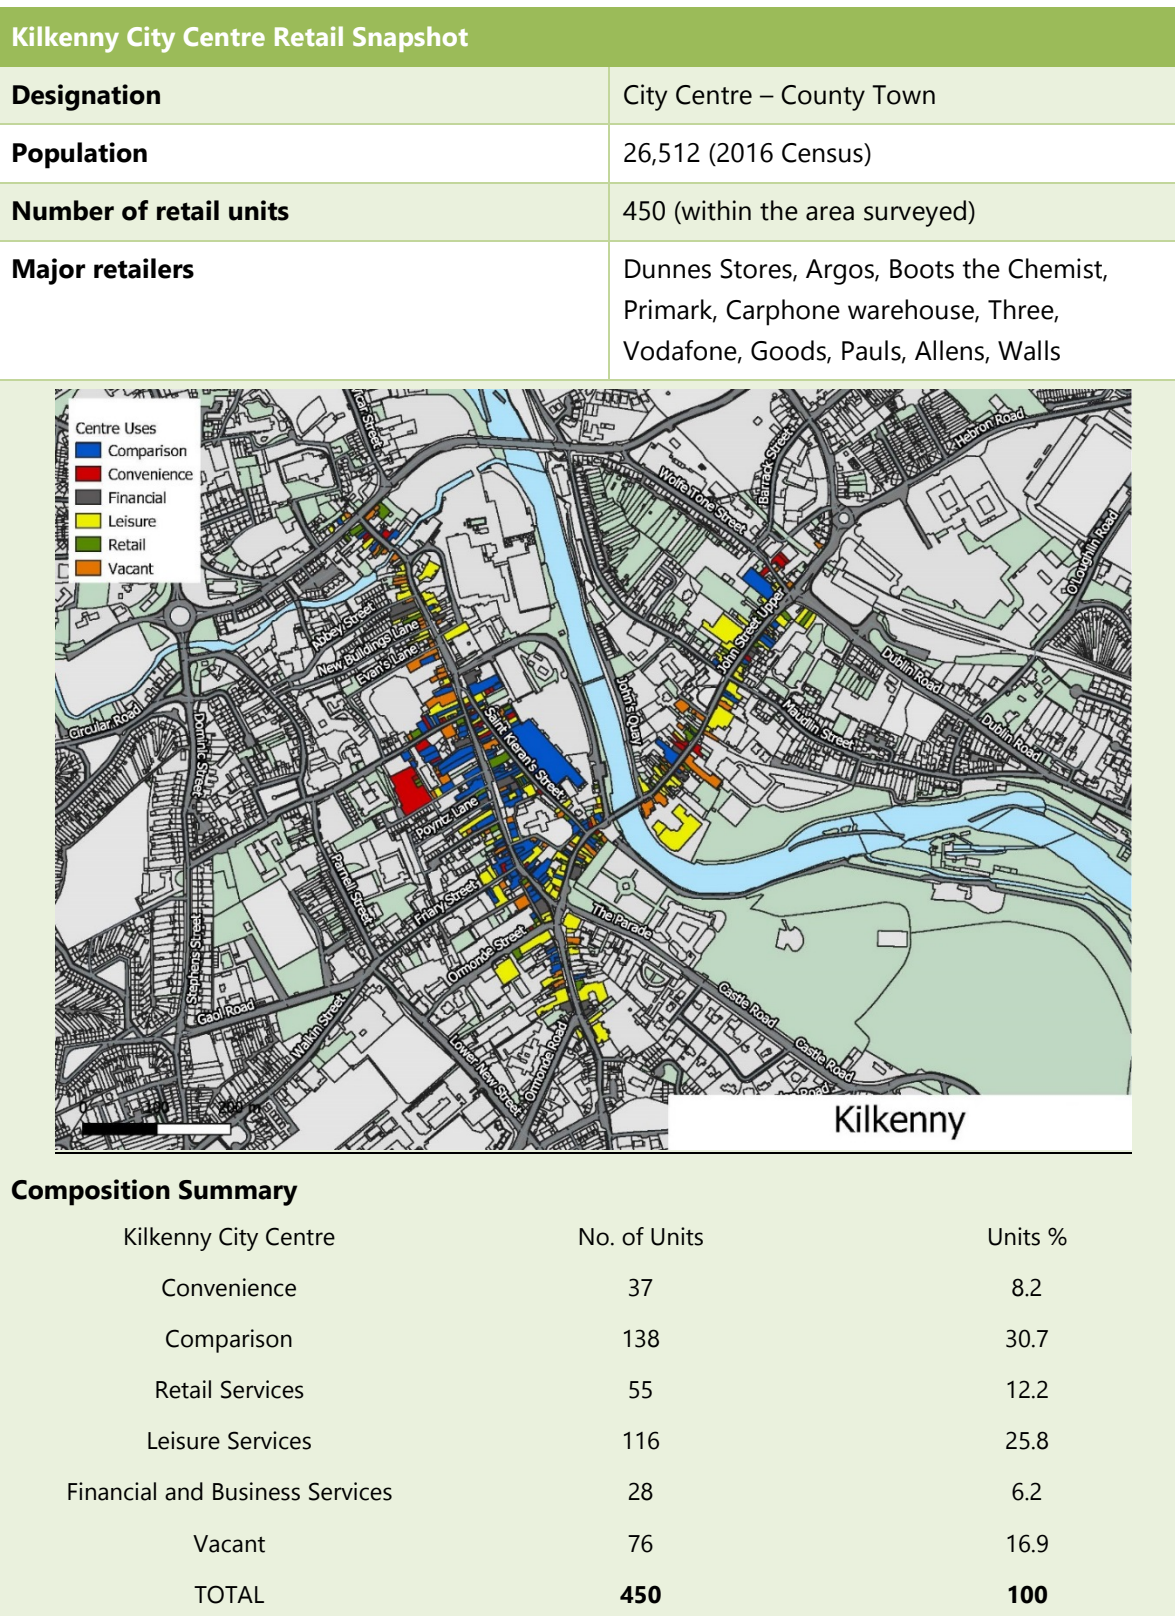 Kilkenny City Centre Retail Snapshot
Designation
City Centre – County Town
Population
26,512 (2016 Census)
Number of retail units
450 (within the area surveyed)
Major retailers
Dunnes Stores, Argos, Boots the Chemist,
Primark, Carphone warehouse, Three,
Vodafone, Goods, Pauls, Allens, Walls
Centre Uses
Comparison
Convenience
Financial
Leisure
Retail
Vacant
Vicar Street
Wolfe Tone Street
Barrack Street
Hebron Road
O'Loughlin Road
Abbey Street
New Buildings Lane
Evan's Lane
Circular Road
Dominic Street
Saint Kieran's Street
John's Quay
John Street Upper
Dublin Road
Maudlin Street
Dublin Road
Poyntz Lane
Parnell Street
Friary Street
The Parade
Ormonde Street
Stephens Street
Gaol Road
Walkin Street
Lower New Street
Ormonde Road
Castle Road
Castle Road
Road
0 100 200 m
Kilkenny
Composition Summary
Kilkenny City Centre No. of Units Units %
Convenience 37 8.2
Comparison 138 30.7
Retail Services 55 12.2
Leisure Services 116 25.8
Financial and Business Services 28 6.2
Vacant 76 16.9
TOTAL 450 100